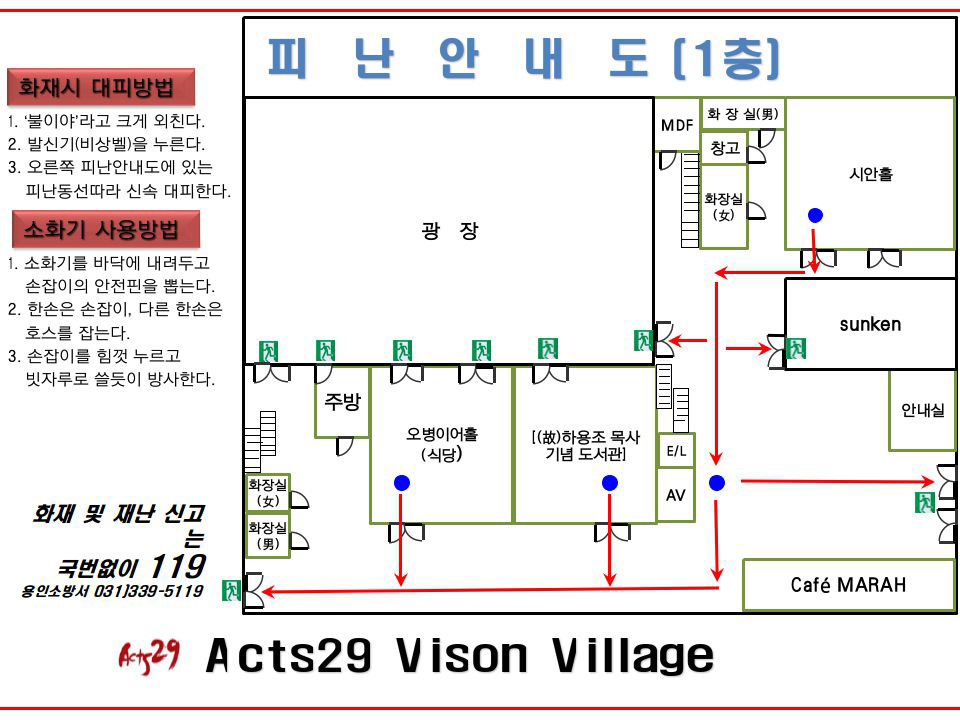 피 난 안 내 도 [1층]
화재시 대피방법
1. ‘불이야’라고 크게 외친다.
2. 발신기(비상벨)을 누른다.
3. 오른쪽 피난안내도에 있는
피난동선따라 신속 대피한다.
소화기 사용방법
1. 소화기를 바닥에 내려두고
손잡이의 안전핀을 뽑는다.
2. 한손은 손잡이, 다른 한손은
호스를 잡는다.
3. 손잡이를 힘껏 누르고
빗자루로 쓸듯이 방사한다.
화재 및 재난 신고
는
국번없이 119
용인소방서 031)339-5119
MDF
화 장 실(男)
창고
화장실
(女)
시안홀
광 장
sunken
주방
오병이어홀
(식당)
[(故)하용조 목사
기념 도서관]
E/L
AV
안내실
화장실
(女)
화장실
(男)
Café MARAH
Acts29
Acts29 Vison Village